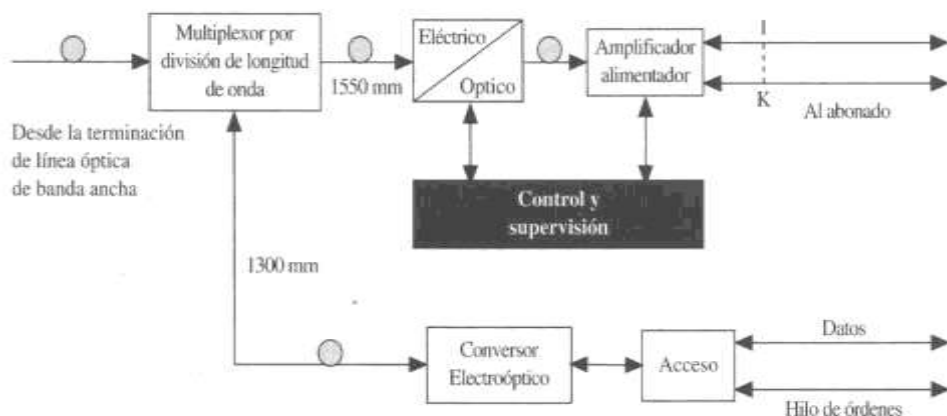 Multiplexor por
división de longitud
de onda
1550 mm
Eléctrico
Optico
Amplificador
alimentador
K
Al abonado
Desde la terminación
de línea óptica
de banda ancha
Control y
supervisión
1300 mm
Conversor
Electroóptico
Acceso
Datos
Hilo de órdenes